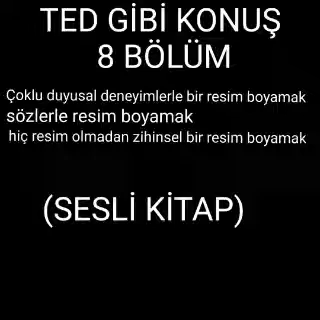 TED GİBİ KONUŞ
8 BÖLÜM
Çoklu duyusal deneyimlerle bir resim boyamak
sözlerle resim boyamak
hiç resim olmadan zihinsel bir resim boyamak
(SESLİ KİTAP)